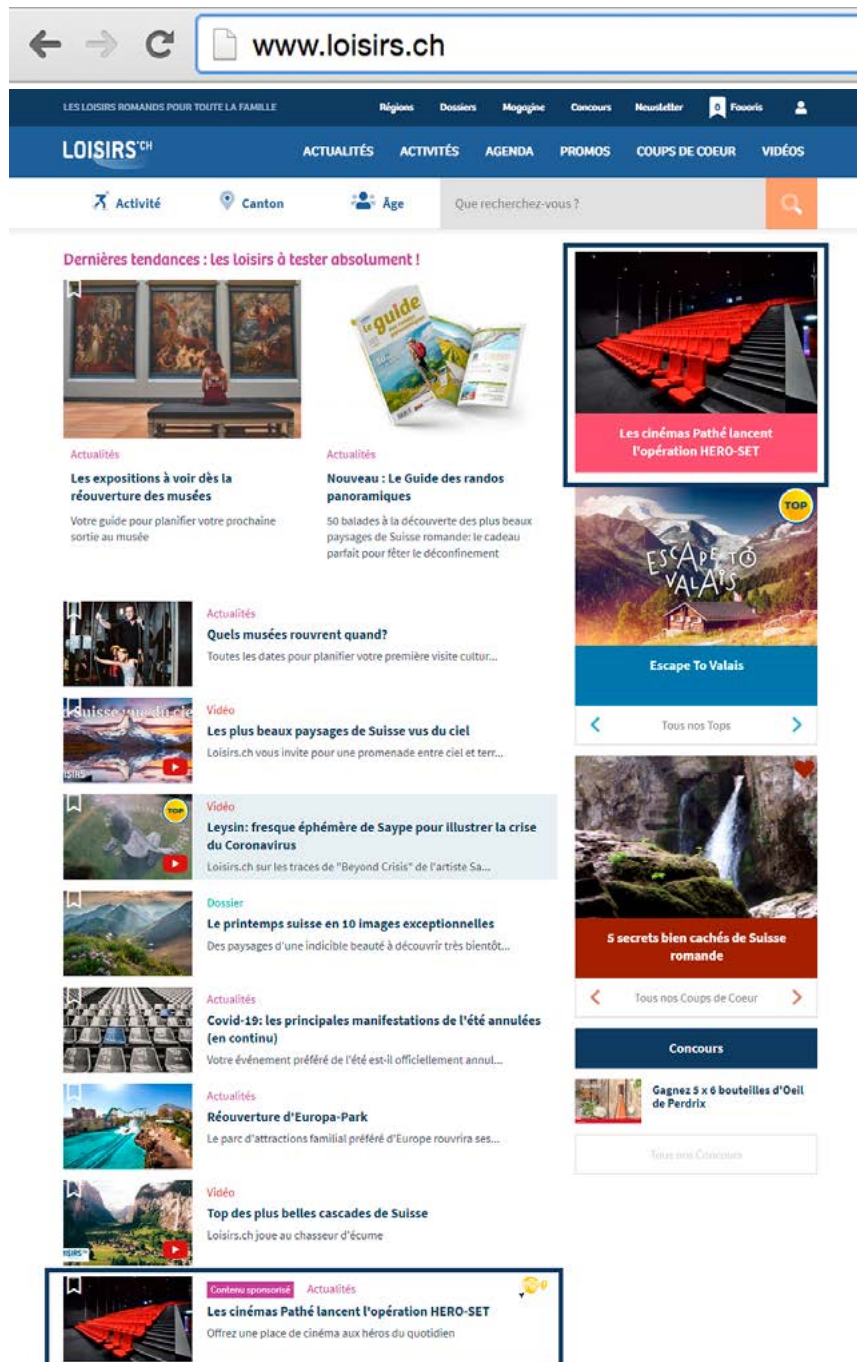 www.loisirs.ch
LES LOISIRS ROMANDS POUR TOUTE LA FAMILLE
Régions Dossiers Magazine Concours Newsletter 0 Favoris
LOISIRS.CH
ACTUALITÉS ACTIVITÉS AGENDA PROMOS COUPS DE COEUR VIDÉOS
Activité Canton Âge Que recherchez-vous ?
Dernières tendances : les loisirs à tester absolument !
Le guide
Actualités
Les expositions à voir dès la
réouverture des musées
Votre guide pour planifier votre prochaine
sortie au musée
Actualités
Nouveau : Le Guide des randos
panoramiques
50 balades à la découverte des plus beaux
paysages de Suisse romande: le cadeau
parfait pour fêter le déconfinement
Actualités
Quels musées rouvrent quand?
Toutes les dates pour planifier votre première visite cultur...
Suisse vue du ciel
Vidéo
Les plus beaux paysages de Suisse vus du ciel
Loisirs.ch vous invite pour une promenade entre ciel et terr...
TOP
Vidéo
Leysin: fresque éphémère de Saype pour illustrer la crise
du Coronavirus
Loisirs.ch sur les traces de "Beyond Crisis" de l'artiste Sa...
Dossier
Le printemps suisse en 10 images exceptionnelles
Des paysages d'une indicible beauté à découvrir très bientôt...
Actualités
Covid-19: les principales manifestations de l'été annulées
(en continu)
Votre événement préféré de l'été est-il officiellement annul...
Actualités
Réouverture d'Europa-Park
Le parc d'attractions familial préféré d'Europe rouvrira ses...
Vidéo
Top des plus belles cascades de Suisse
Loisirs.ch joue au chasseur d'écume
Contenu sponsorisé Actualités
Les cinémas Pathé lancent l'opération HERO-SET
Offrez une place de cinéma aux héros du quotidien
Les cinémas Pathé lancent
l'opération HERO-SET
TOP
ESCAPE TO
VALAIS
Escape To Valais
Tous nos Tops
5 secrets bien cachés de Suisse
romande
Tous nos Coups de Coeur
Concours
Gagnez 5 x 6 bouteilles d'Oeil
de Perdrix
Tous nos Concours